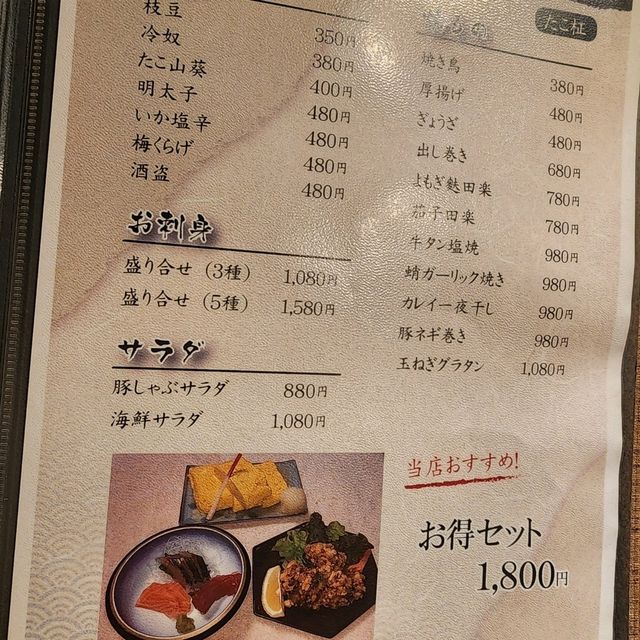 枝豆 350円
冷奴 380円
たこ山葵 400円
明太子 480円
いか塩辛 480円
梅くらげ 480円
酒盗 480円
お刺身
盛り合せ（3種） 1,080円
盛り合せ（5種） 1,580円
サラダ
豚しゃぶサラダ 880円
海鮮サラダ 1,080円
たこ壺
焼き鳥 380円
厚揚げ 480円
ぎょうざ 480円
出し巻き 680円
よもぎ麩田楽 780円
茄子田楽 780円
牛タン塩焼 980円
蛸ガーリック焼き 980円
カレイ一夜干し 980円
豚ネギ巻き 980円
玉ねぎグラタン 1,080円
当店おすすめ!
お得セット
1,800円